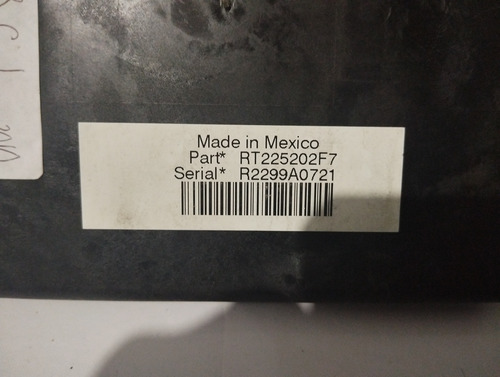 Made in Mexico
Part* RT225202F7
Serial* R2299A0721